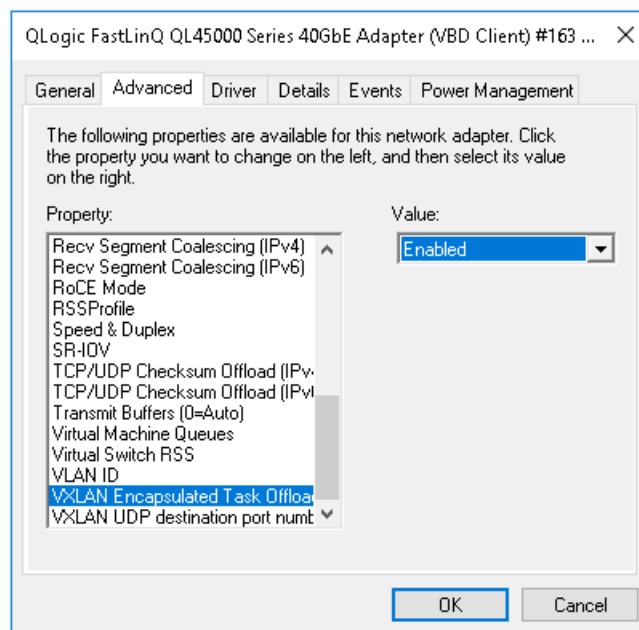 QLogic FastLinQ QL45000 Series 40GbE Adapter (VBD Client) #163 ...
General Advanced Driver Details Events Power Management
The following properties are available for this network adapter. Click
the property you want to change on the left, and then select its value
on the right.
Property:
Value:
Recv Segment Coalescing (IPv4)
Recv Segment Coalescing (IPv6)
RoCE Mode
RSSProfile
Speed & Duplex
SR-IOV
TCP/UDP Checksum Offload (IPv
TCP/UDP Checksum Offload (IPv
Transmit Buffers (0=Auto)
Virtual Machine Queues
Virtual Switch RSS
VLAN ID
VXLAN Encapsulated Task Offloa
VXLAN UDP destination port numb
Enabled
OK Cancel